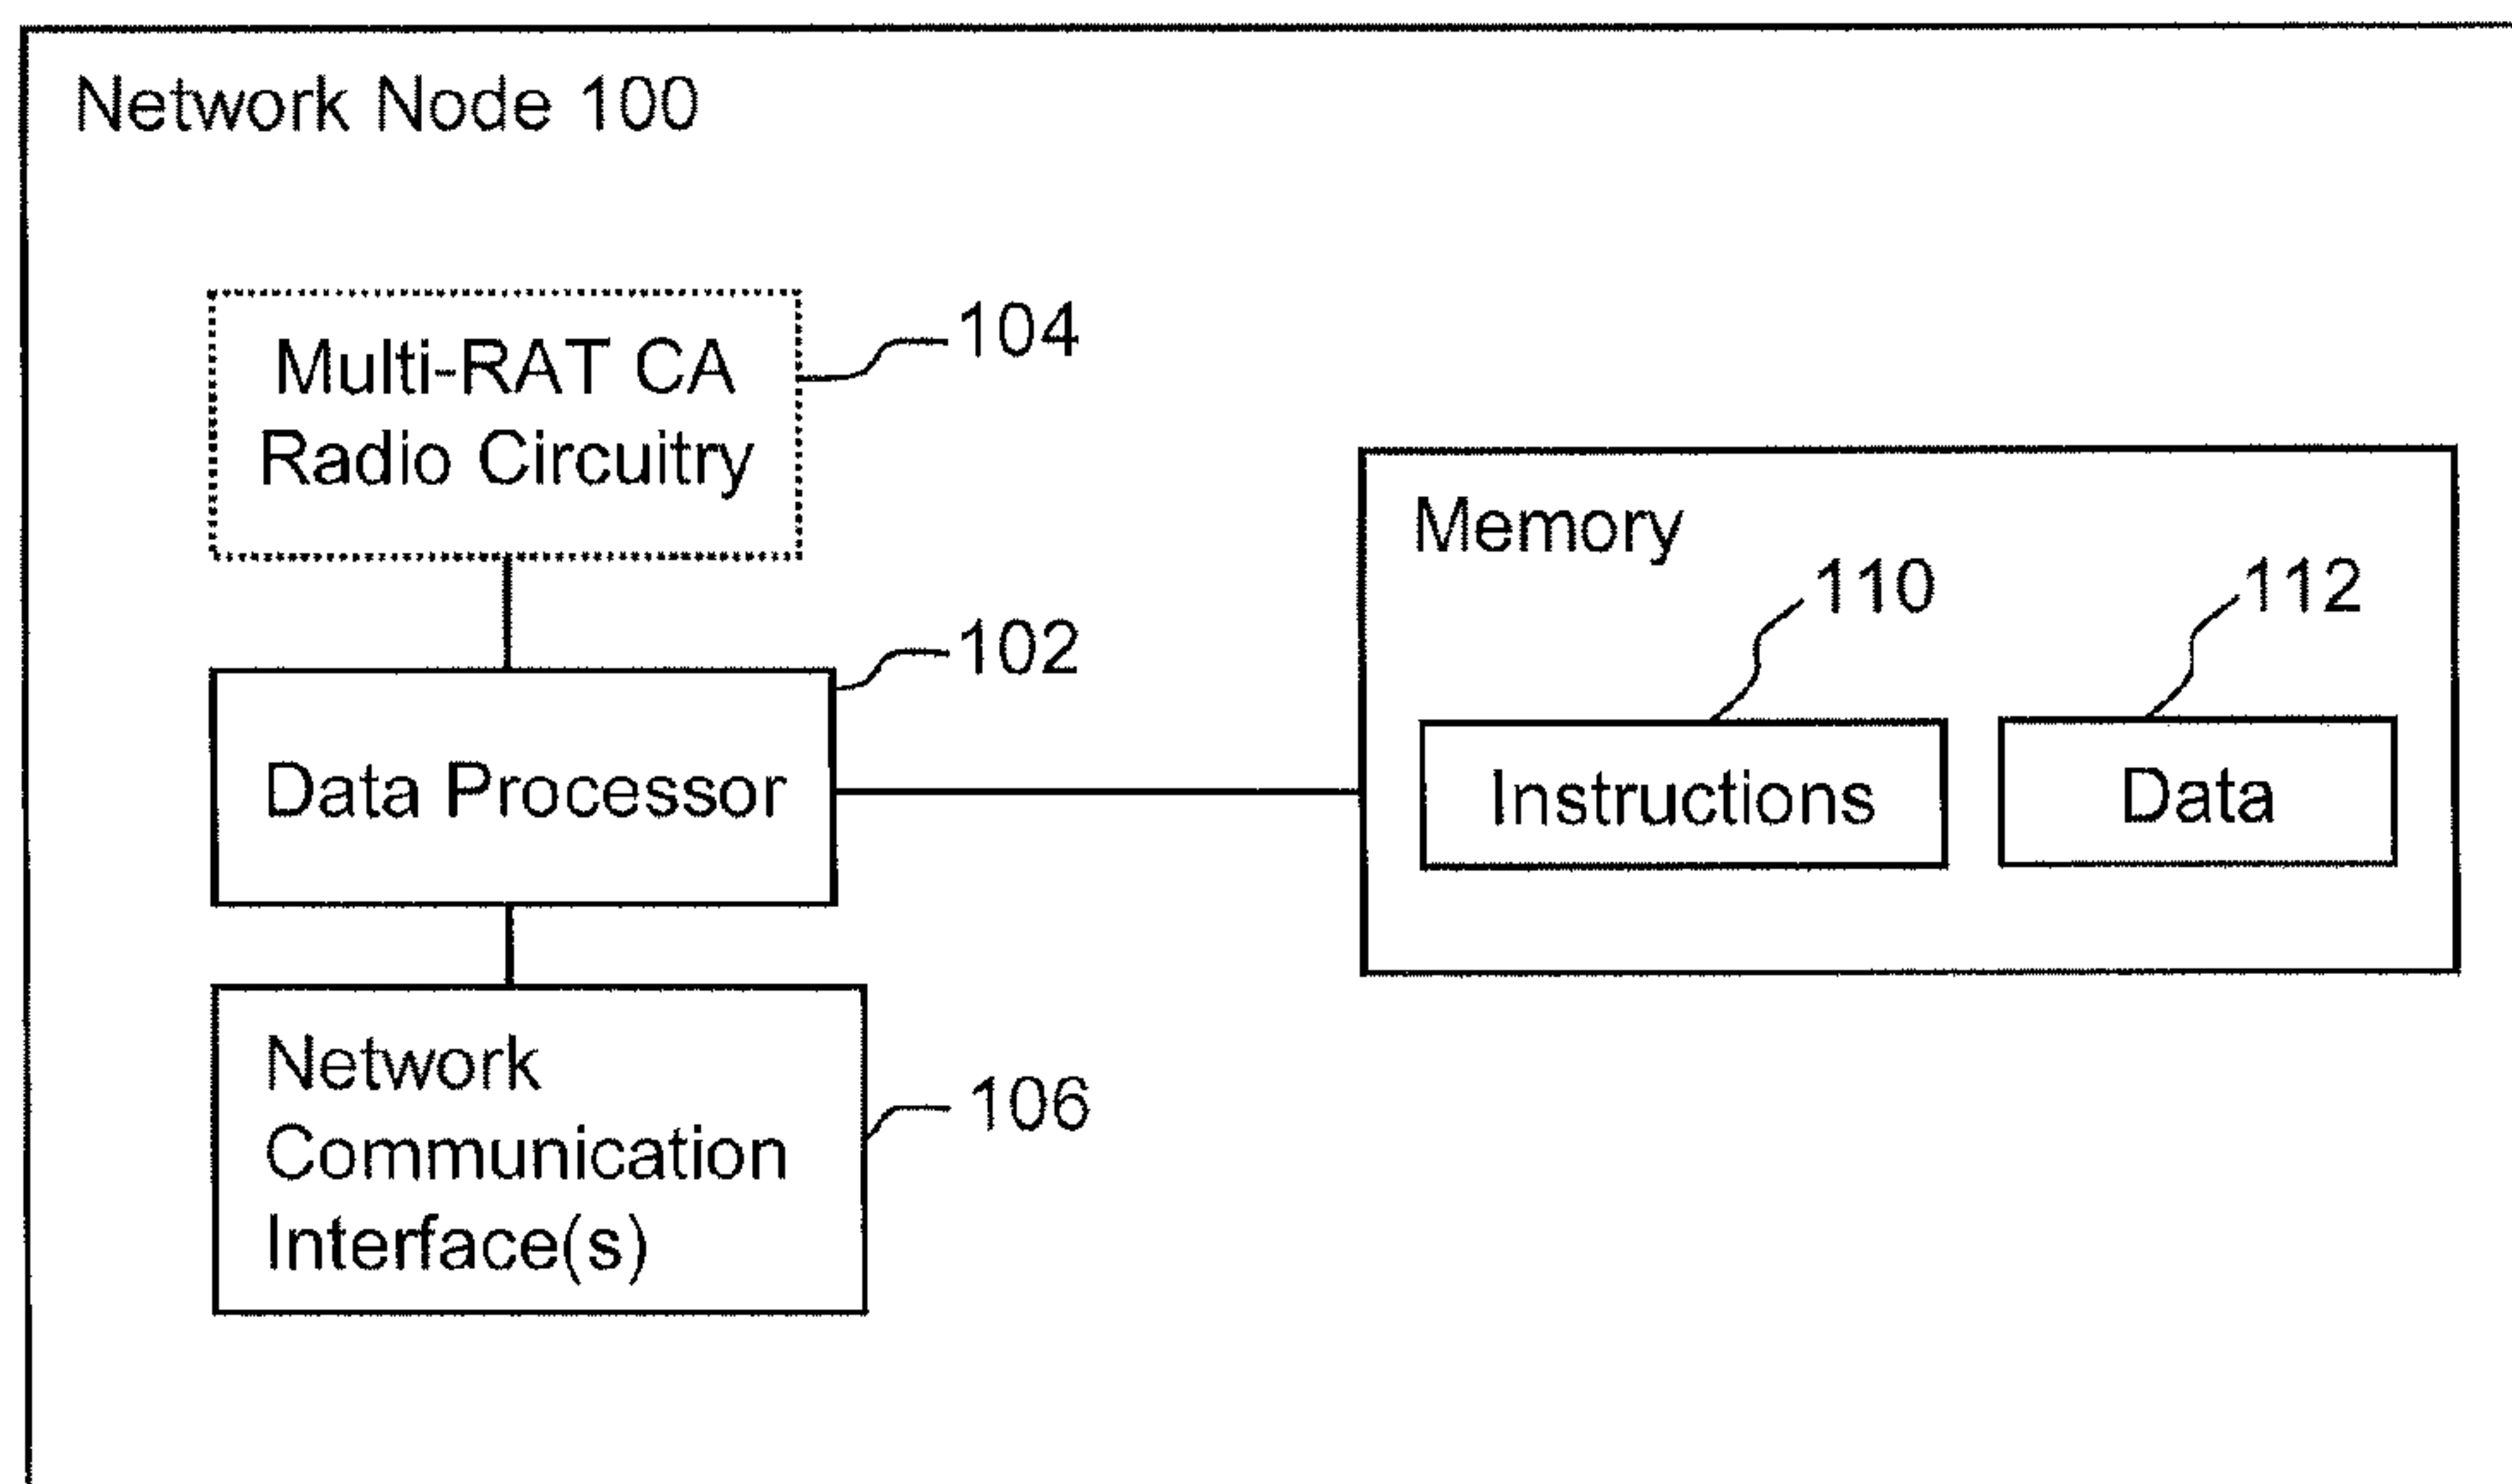 Network Node 100
Multi-RAT CA
Radio Circuitry
104
102
Data Processor
Network
Communication
Interface(s)
106
Memory
110
112
Instructions
Data